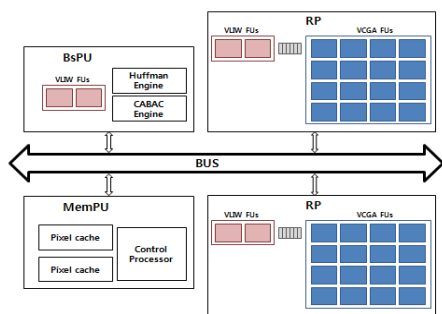 RP
VLIW FUs
VCGA FUs
BsPU
VLIW FUs
Huffman
Engine
CABAC
Engine
BUS
MemPU
Pixel cache
Pixel cache
Control
Processor
RP
VLIW FUs
VCGA FUs